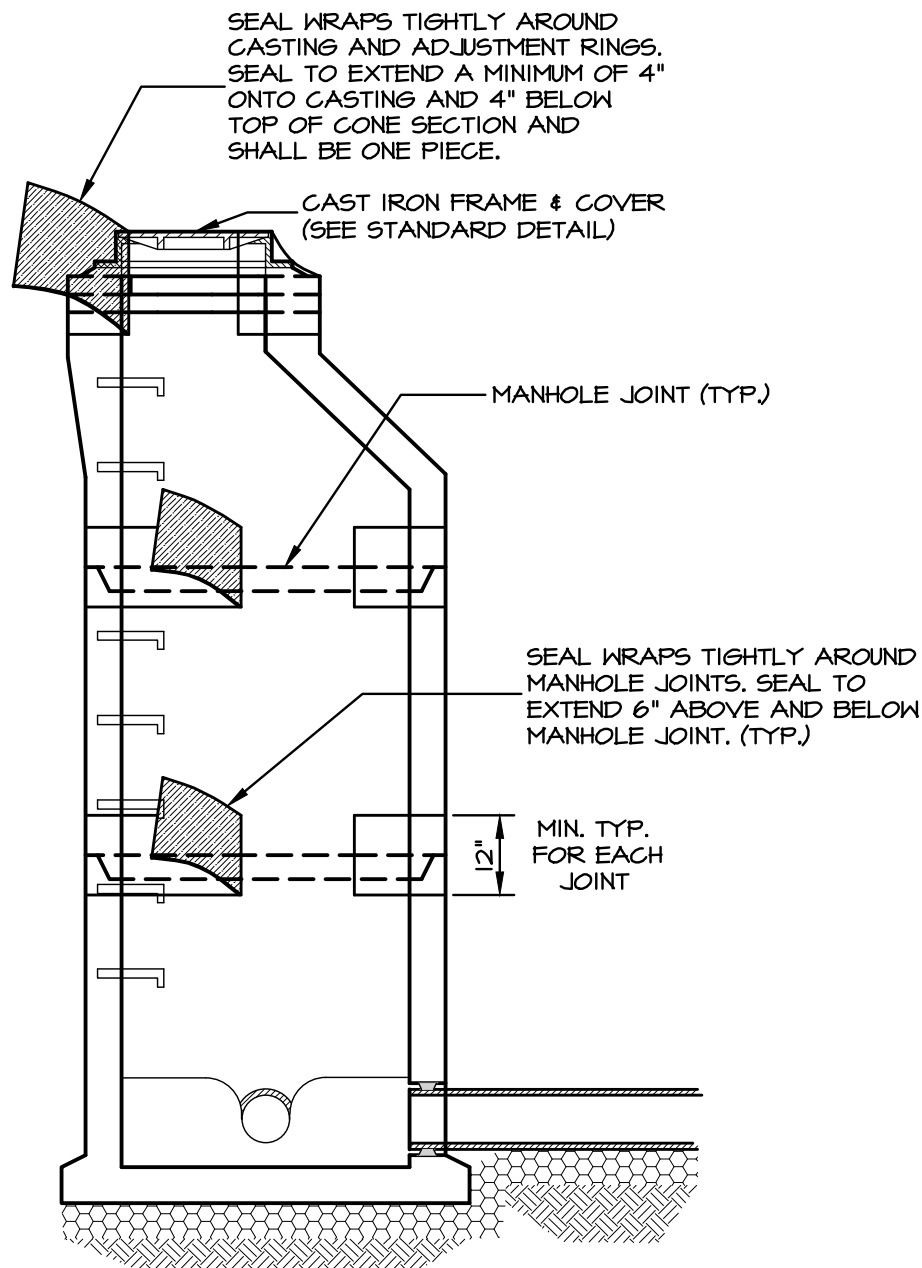 SEAL WRAPS TIGHTLY AROUND
CASTING AND ADJUSTMENT RINGS.
SEAL TO EXTEND A MINIMUM OF 4"
ONTO CASTING AND 4" BELOW
TOP OF CONE SECTION AND
SHALL BE ONE PIECE.
CAST IRON FRAME & COVER
(SEE STANDARD DETAIL)
MANHOLE JOINT (TYP.)
SEAL WRAPS TIGHTLY AROUND
MANHOLE JOINTS. SEAL TO
EXTEND 6" ABOVE AND BELOW
MANHOLE JOINT. (TYP.)
12"
MIN. TYP.
FOR EACH
JOINT